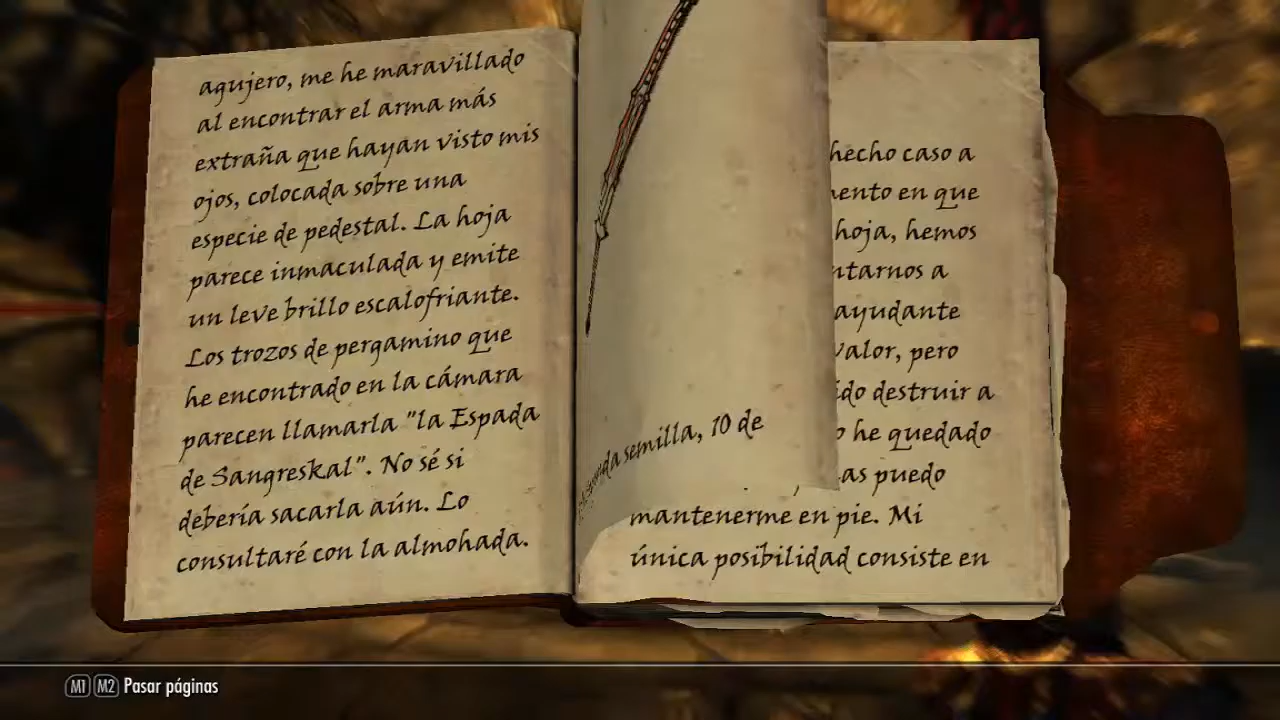 agujero, me he maravillado
al encontrar el arma más
extraña que hayan visto mis
ojos, colocada sobre una
especie de pedestal. La hoja
parece inmaculada y emite
un leve brillo escalofriante.
Los trozos de pergamino que
he encontrado en la cámara
parecen llamarla "la Espada
de Sangreskal". No sé si
debería sacarla aún. Lo
consultaré con la almohada.
semilla, 10 de
hecho caso a
en que
hoja, hemos
a
ayudante
Valor, pero
destruir a
he quedado
puedo
mantenerme en pie. Mi
única posibilidad consiste en
M1 M2 Pasar páginas